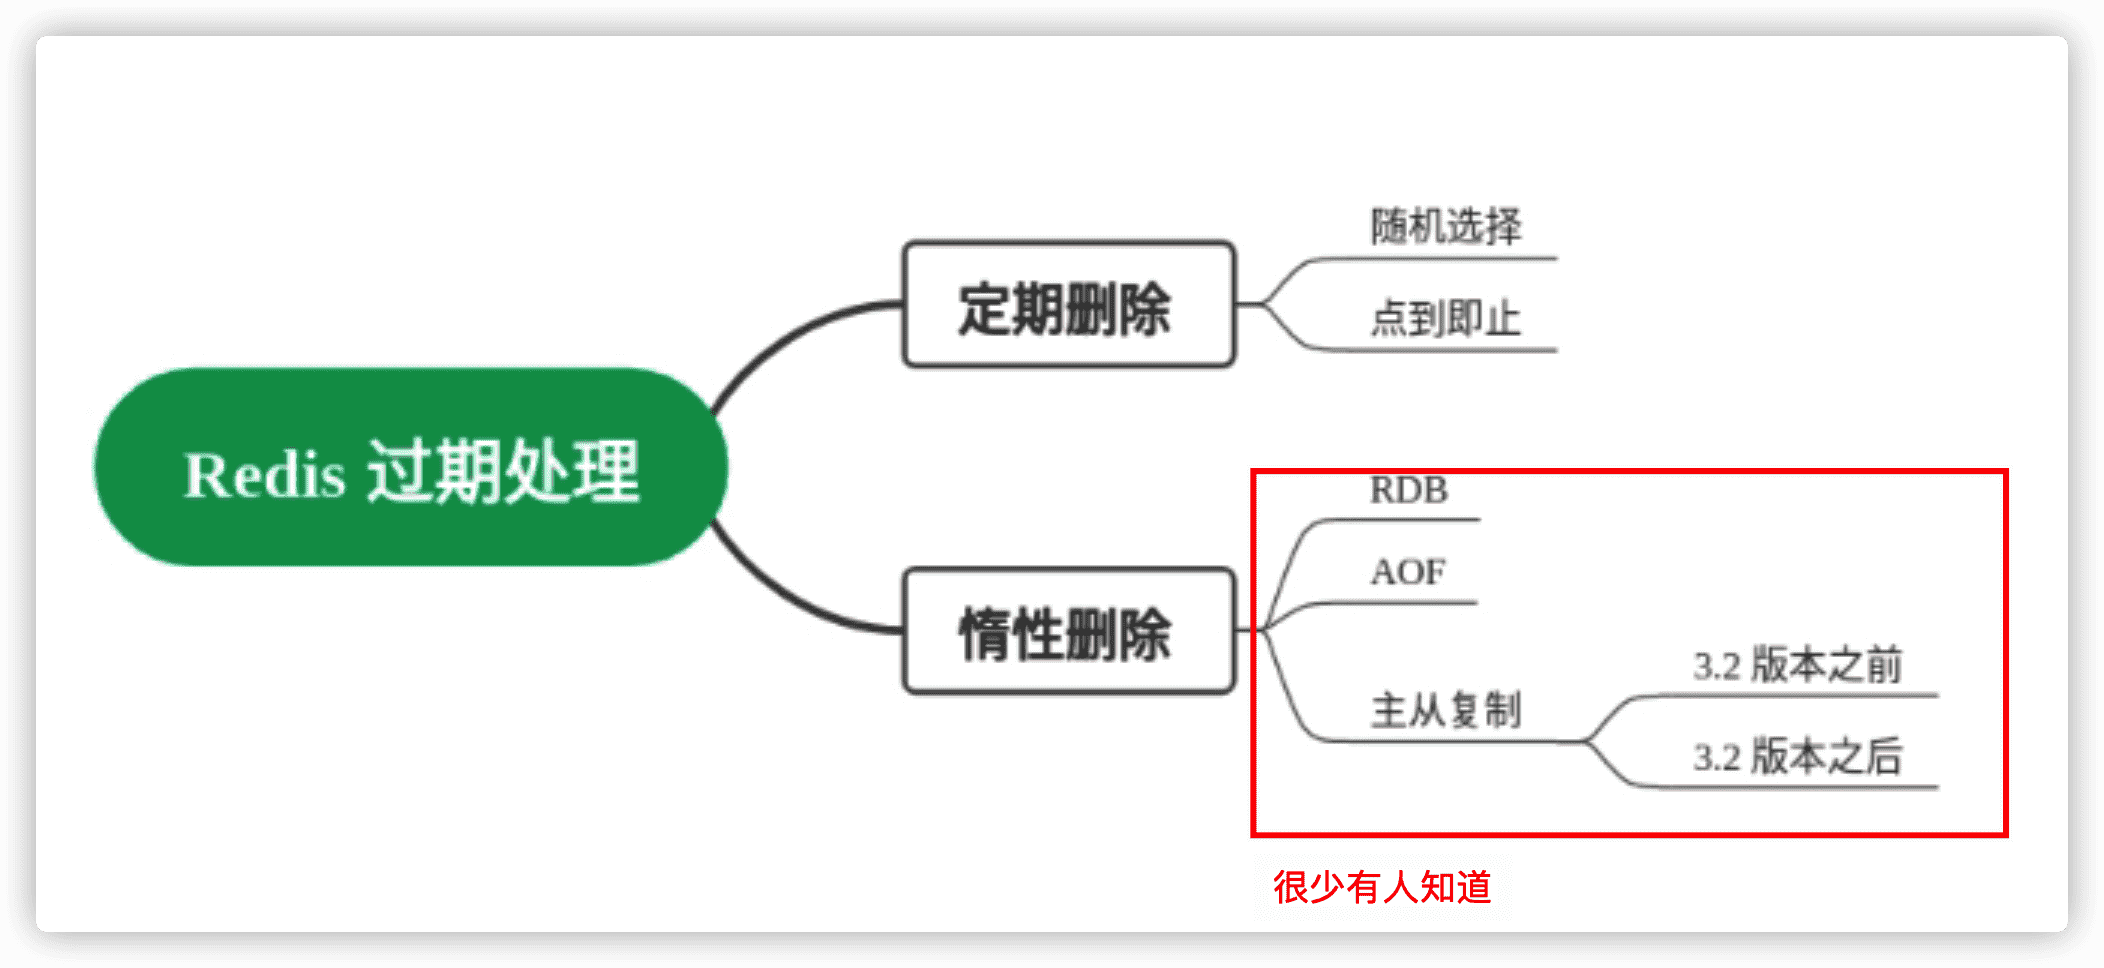 Redis 过期处理
定期删除
随机选择
点到即止
惰性删除
RDB
AOF
主从复制
3.2 版本之前
3.2 版本之后
很少有人知道